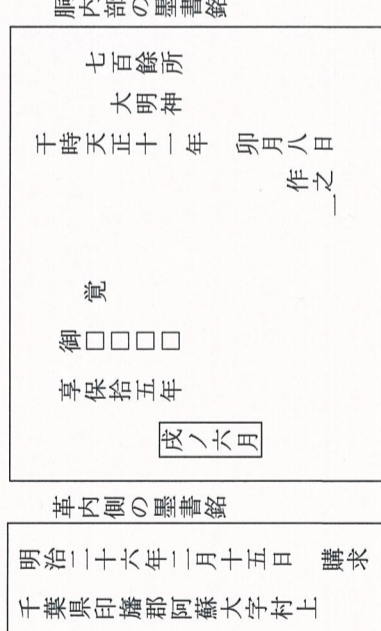 胴内部の墨書銘
七百餘所
大明神
干時天正十一年　卯月八日
作之
一
覚
御□□□□
享保拾五年
戌ノ六月
革内側の墨書銘
明治二十六年二月十五日　購求
千葉県印旛郡阿蘇大字村上